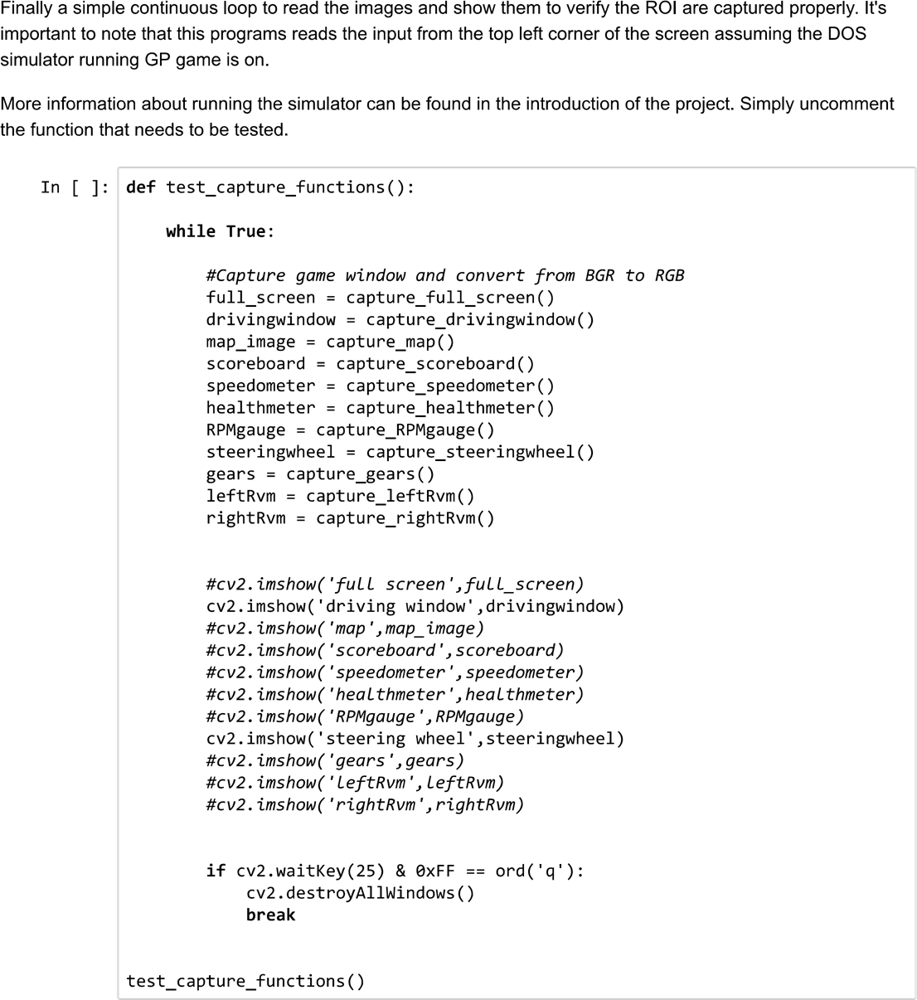 Finally a simple continuous loop to read the images and show them to verify the ROI are captured properly. It's
important to note that this programs reads the input from the top left corner of the screen assuming the DOS
simulator running GP game is on.
More information about running the simulator can be found in the introduction of the project. Simply uncomment
the function that needs to be tested.
In [ ]: def test_capture_functions():
    while True:
        #Capture game window and convert from BGR to RGB
        full_screen = capture_full_screen()
        drivingwindow = capture_drivingwindow()
        map_image = capture_map()
        scoreboard = capture_scoreboard()
        speedometer = capture_speedometer()
        healthmeter = capture_healthmeter()
        RPMgauge = capture_RPMgauge()
        steeringwheel = capture_steeringwheel()
        gears = capture_gears()
        leftRvm = capture_leftRvm()
        rightRvm = capture_rightRvm()
        #cv2.imshow('full screen',full_screen)
        cv2.imshow('driving window',drivingwindow)
        #cv2.imshow('map',map_image)
        #cv2.imshow('scoreboard',scoreboard)
        #cv2.imshow('speedometer',speedometer)
        #cv2.imshow('healthmeter',healthmeter)
        #cv2.imshow('RPMgauge',RPMgauge)
        cv2.imshow('steering wheel',steeringwheel)
        #cv2.imshow('gears',gears)
        #cv2.imshow('leftRvm',leftRvm)
        #cv2.imshow('rightRvm',rightRvm)
        if cv2.waitKey(25) & 0xFF == ord('q'):
            cv2.destroyAllWindows()
            break
test_capture_functions()